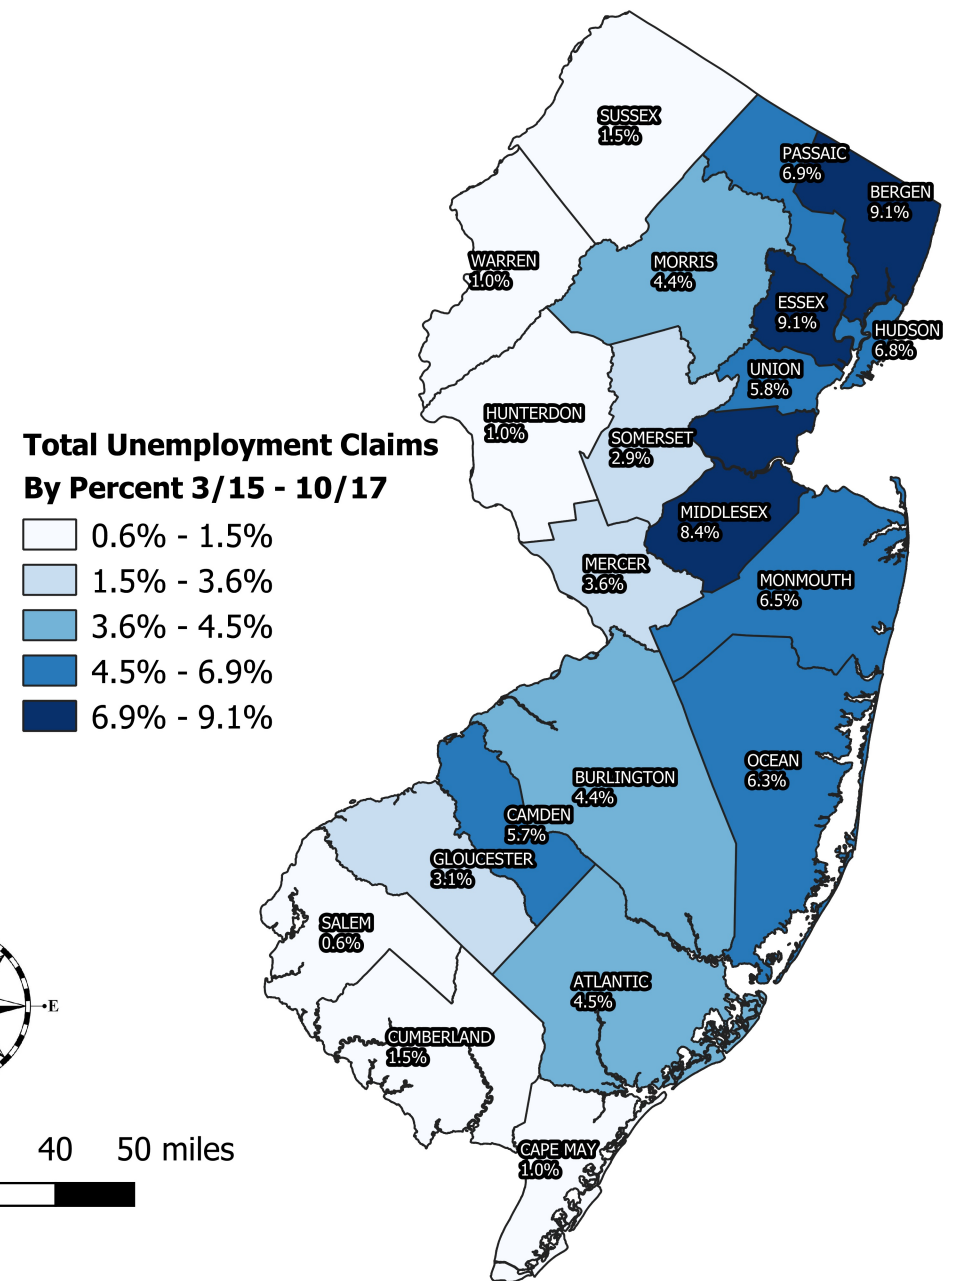 SUSSEX
1.5%
PASSAIC
6.9%
BERGEN
9.1%
WARREN
1.0%
MORRIS
4.4%
ESSEX
9.1%
HUDSON
6.8%
UNION
5.8%
HUNTERDON
1.0%
SOMERSET
2.9%
Total Unemployment Claims
By Percent 3/15 - 10/17
0.6% - 1.5%
1.5% - 3.6%
3.6% - 4.5%
4.5% - 6.9%
6.9% - 9.1%
MIDDLESEX
8.4%
MERCER
3.6%
MONMOUTH
6.5%
OCEAN
6.3%
BURLINGTON
4.4%
CAMDEN
5.7%
GLOUCESTER
3.1%
SALEM
0.6%
ATLANTIC
4.5%
E
CUMBERLAND
1.5%
CAPE MAY
1.0%
40 50 miles